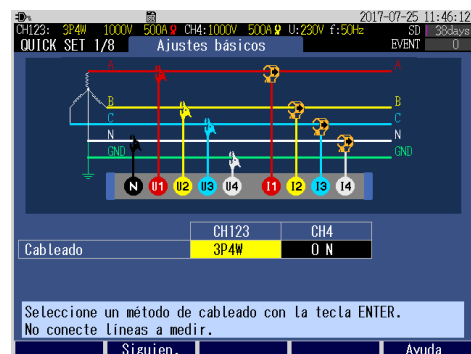 2017-07-25 11:46:12
CH123: 3P4W 1000V 500A CH4:1000V 500A U:230V f:50Hz SD 38days
QUICK SET 1/8 Ajustes básicos EVENT 0
A A
B B
C C
N N
GND GND
N U1 U2 U3 U4 I1 I2 I3 I4
CH123 CH4
Cableado 3P4W ON
Seleccione un método de cableado con la tecla ENTER.
No conecte líneas a medir.
Siguien. Ayuda